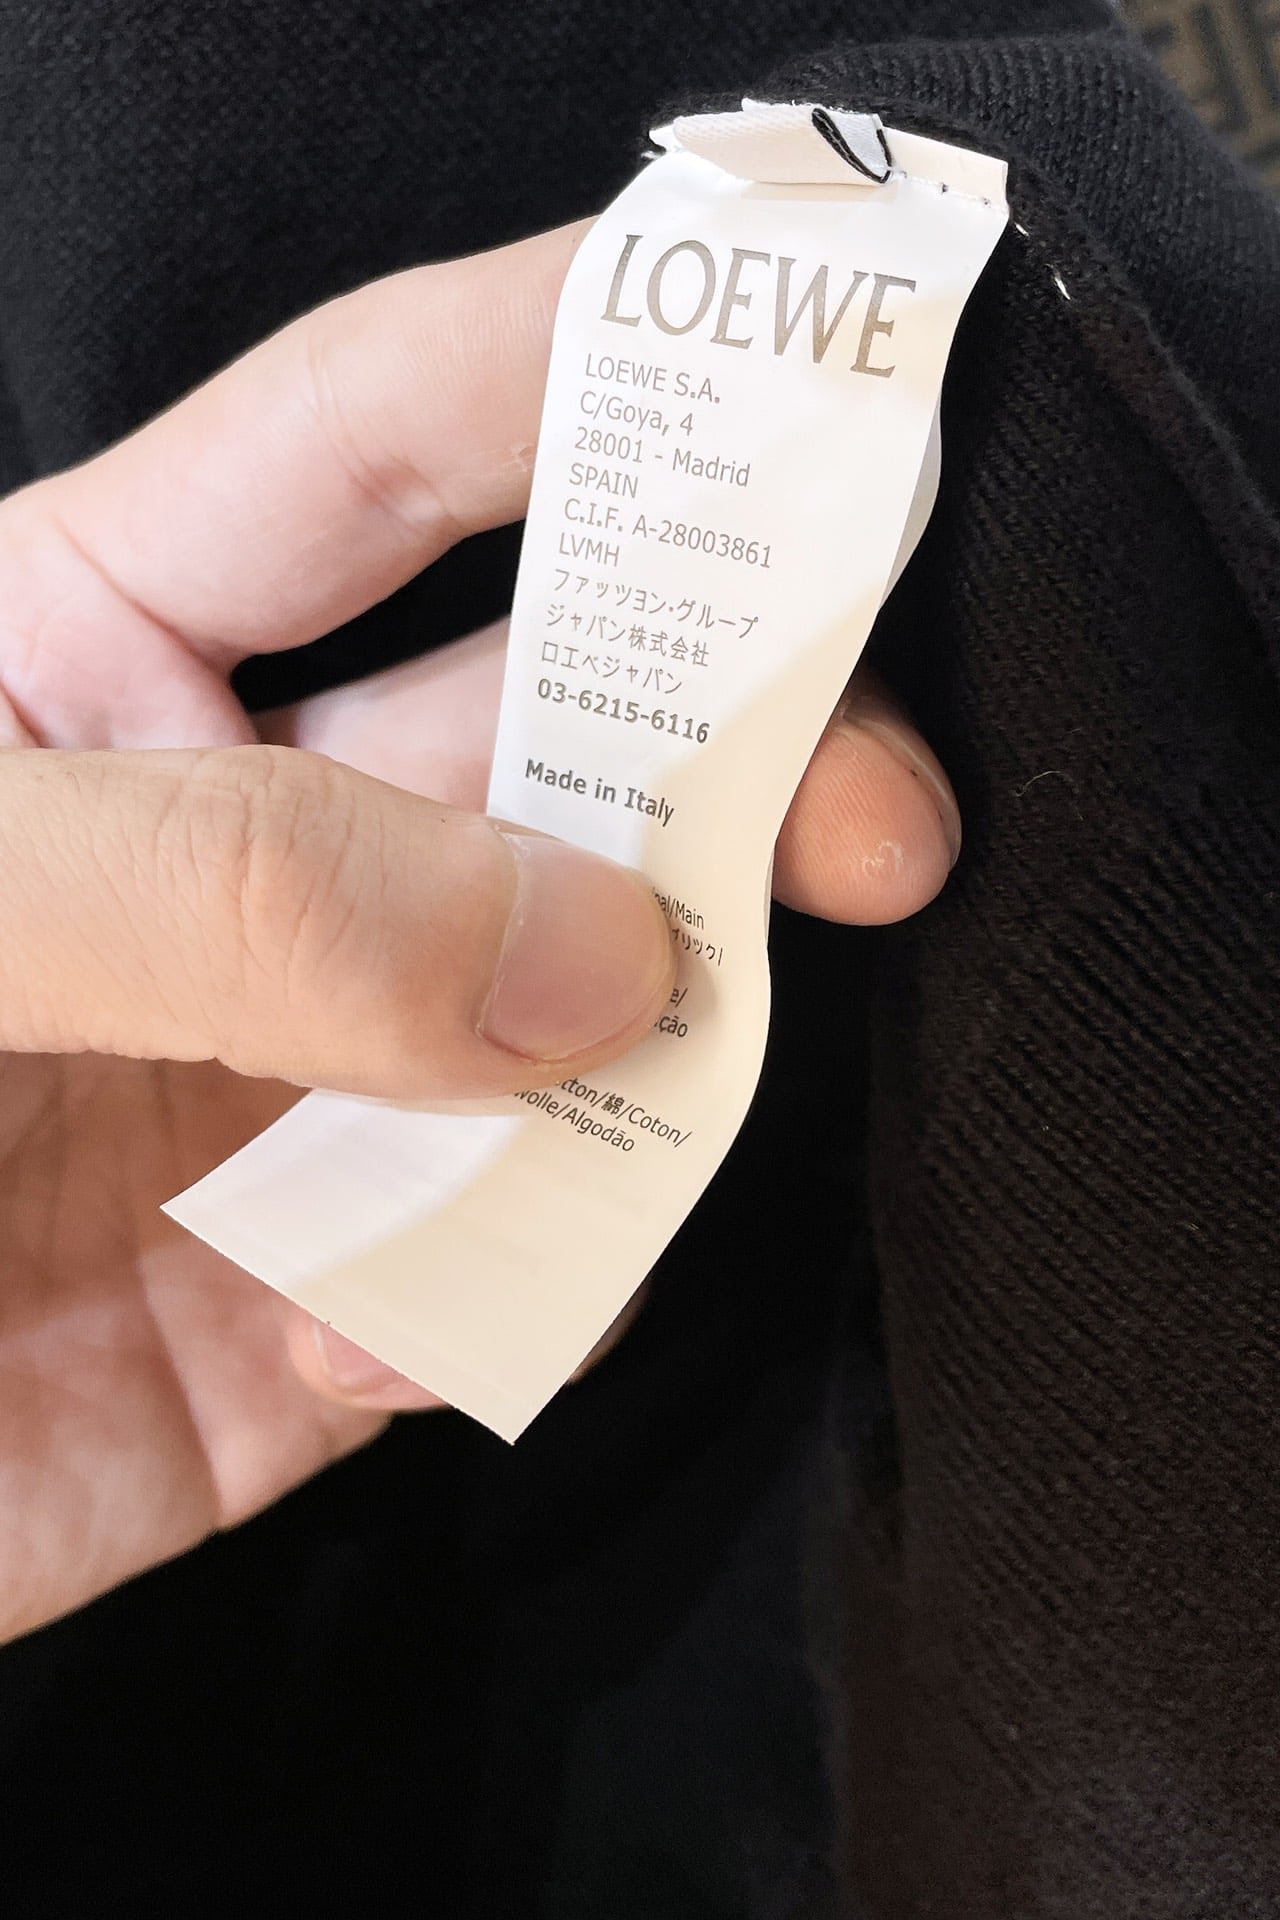 LOEWE
LOEWE S.A.
C/Goya, 4
28001 - Madrid
SPAIN
C.I.F. A-28003861
LVMH
ファッツヨン・グループ
ジャパン株式会社
ロエベジャパン
03-6215-6116
Made in Italy
/Main
/綿/Coton/
/Algodão